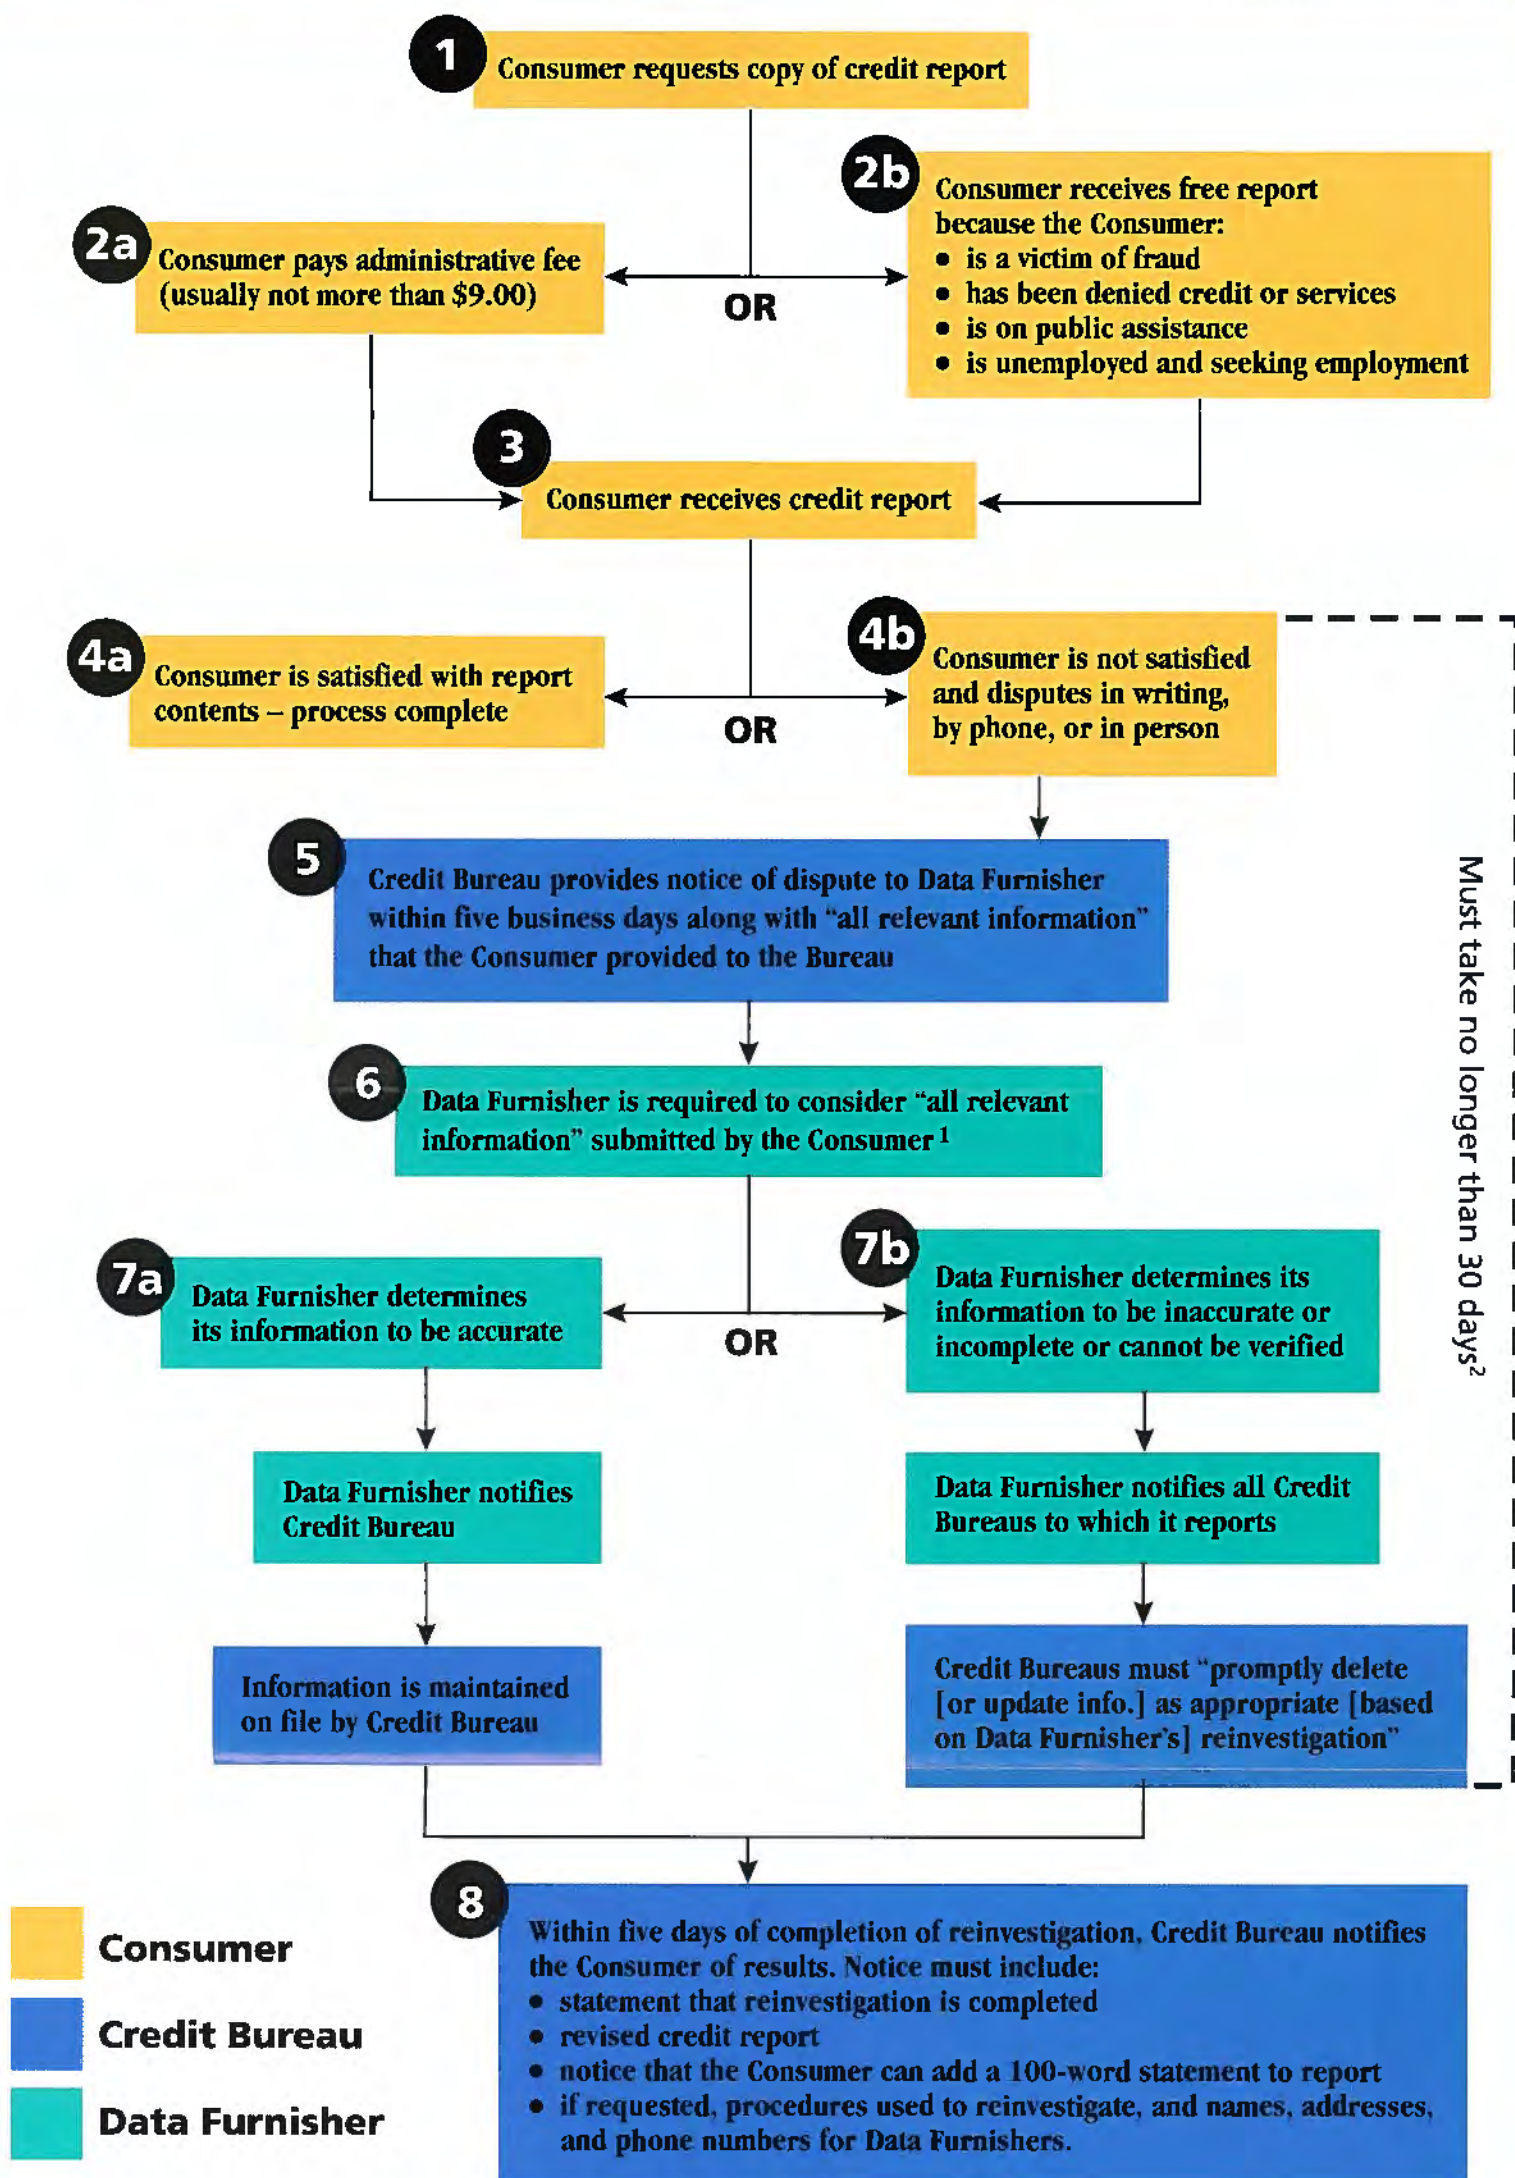 1
Consumer requests copy of credit report
2a
Consumer pays administrative fee
(usually not more than $9.00)
OR
2b
Consumer receives free report
because the Consumer:
• is a victim of fraud
• has been denied credit or services
• is on public assistance
• is unemployed and seeking employment
3
Consumer receives credit report
4a
Consumer is satisfied with report
contents – process complete
OR
4b
Consumer is not satisfied
and disputes in writing,
by phone, or in person
5
Credit Bureau provides notice of dispute to Data Furnisher
within five business days along with “all relevant information”
that the Consumer provided to the Bureau
6
Data Furnisher is required to consider “all relevant
information” submitted by the Consumer 1
Must take no longer than 30 days2
7a
Data Furnisher determines
its information to be accurate
OR
7b
Data Furnisher determines its
information to be inaccurate or
incomplete or cannot be verified
Data Furnisher notifies
Credit Bureau
Data Furnisher notifies all Credit
Bureaus to which it reports
Information is maintained
on file by Credit Bureau
Credit Bureaus must “promptly delete
[or update info.] as appropriate [based
on Data Furnisher's] reinvestigation”
8
Within five days of completion of reinvestigation, Credit Bureau notifies
the Consumer of results. Notice must include:
• statement that reinvestigation is completed
• revised credit report
• notice that the Consumer can add a 100-word statement to report
• if requested, procedures used to reinvestigate, and names, addresses,
and phone numbers for Data Furnishers.
Consumer
Credit Bureau
Data Furnisher